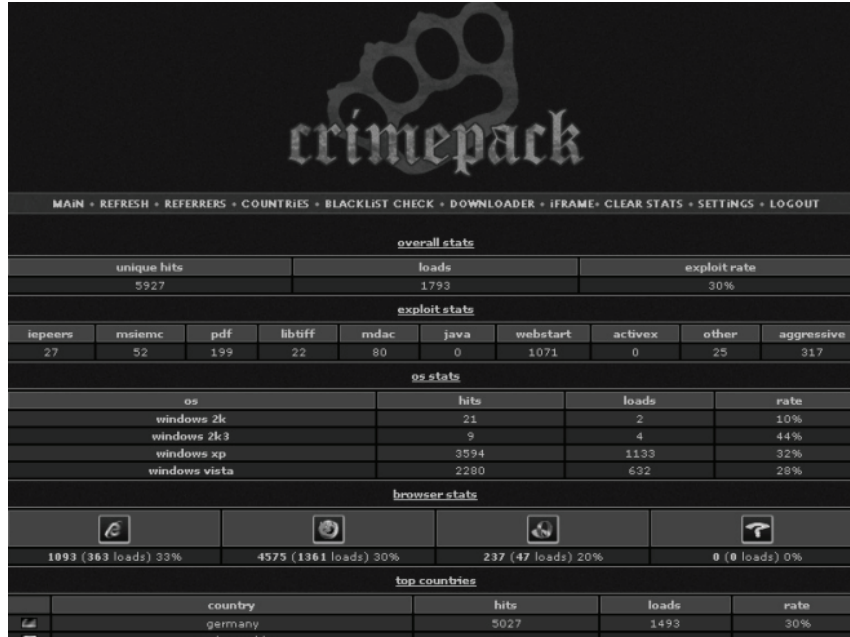 crimepack
MAiN • REFRESH • REFERRERS • COUNTRiES • BLACKLiST CHECK • DOWNLOADER • iFRAME• CLEAR STATS • SETTiNGS • LOGOUT
overall stats
unique hits loads exploit rate
5927 1793 30%
exploit stats
iepeers msiemc pdf libtiff mdac java webstart activex other aggressive
27 52 199 22 80 0 1071 0 25 317
os stats
os hits loads rate
windows 2k 21 2 10%
windows 2k3 9 4 44%
windows xp 3594 1133 32%
windows vista 2280 632 28%
browser stats
1093 (363 loads) 33% 4575 (1361 loads) 30% 237 (47 loads) 20% 0 (0 loads) 0%
top countries
country hits loads rate
germany 5027 1493 30%